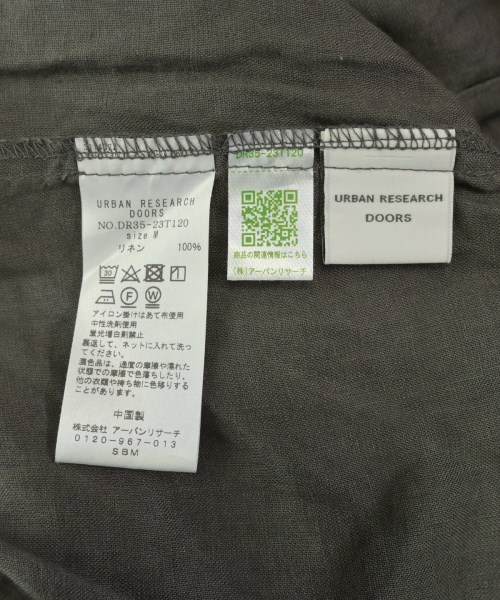 URBAN RESEARCH
DOORS
NO.DR35-23T120
size M
リネン 100%
30
F W
アイロン掛けはあて布使用
中性洗剤使用
蛍光増白剤禁止
裏返して、ネットに入れて洗っ
てください。
濃色品は、過度の摩擦や濡れた
状態での摩擦で色落ちしたり、
他の衣類や持ち物に色移りする
ことがあります。
中国製
株式会社 アーバンリサーチ
0120-967-013
SBM
DR35-23T120
商品の関連情報はこちら
(株)アーバンリサーチ
URBAN RESEARCH
DOORS